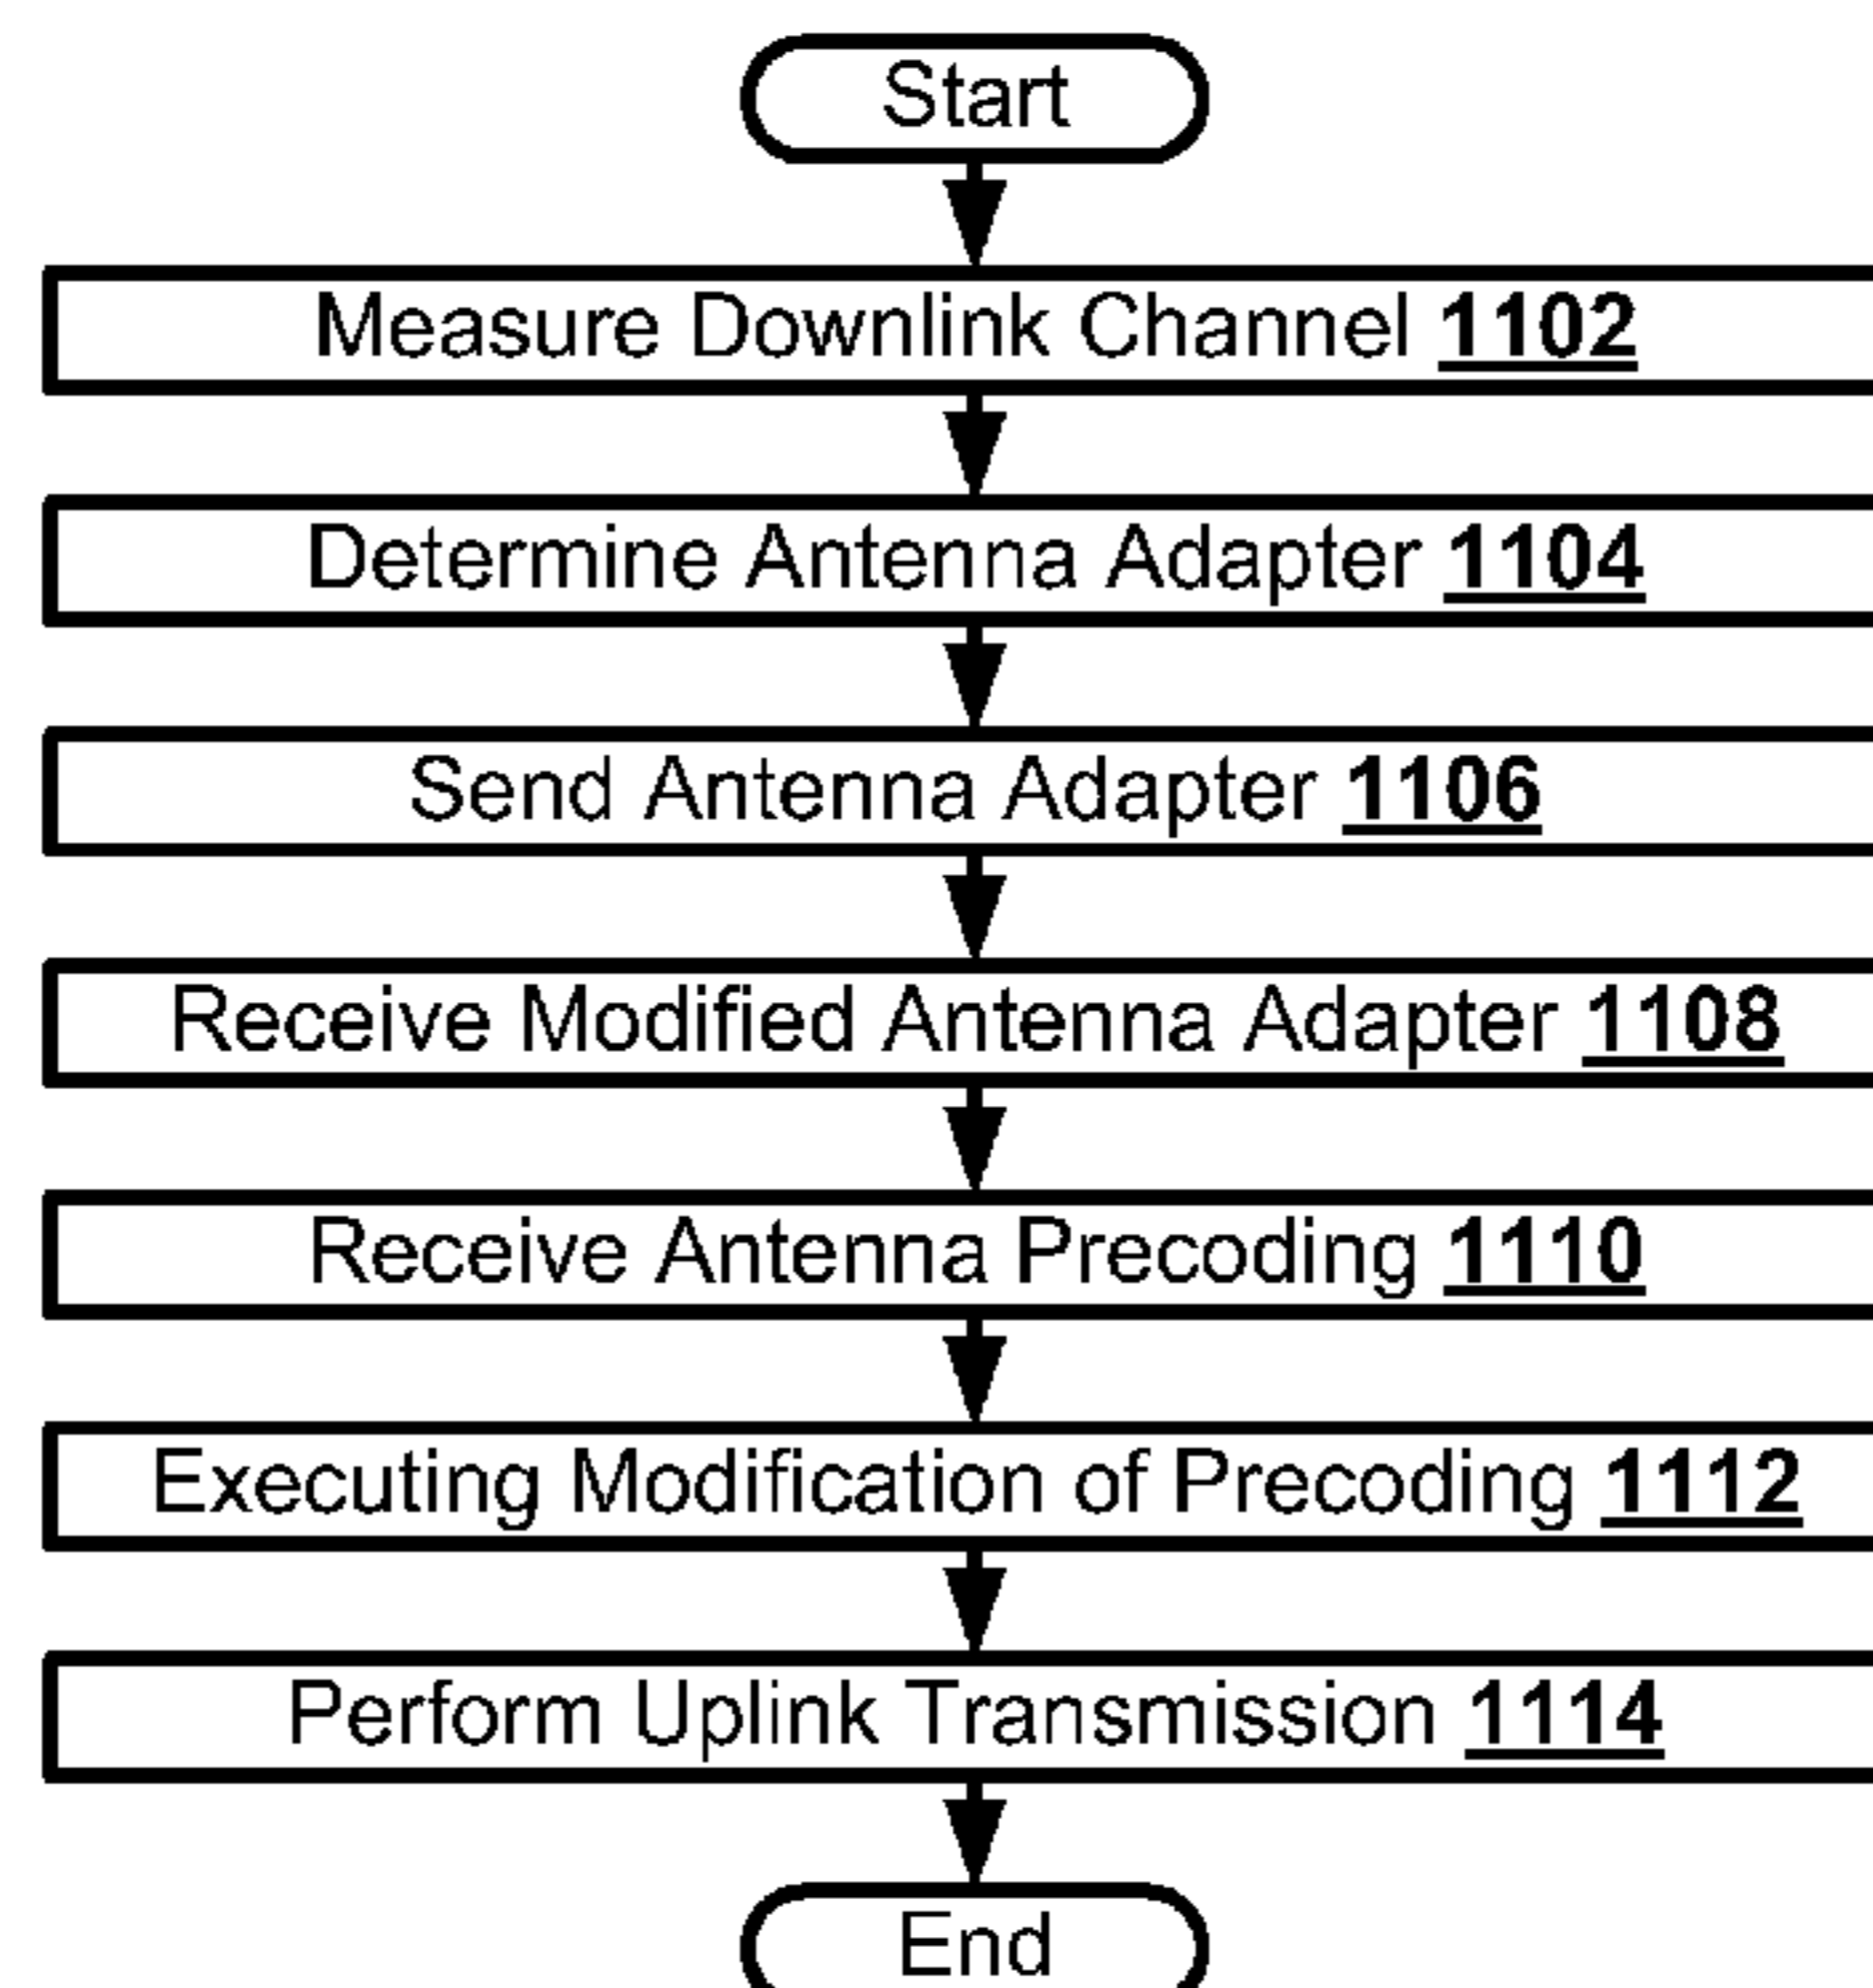 Start
Measure Downlink Channel 1102
Determine Antenna Adapter 1104
Send Antenna Adapter 1106
Receive Modified Antenna Adapter 1108
Receive Antenna Precoding 1110
Executing Modification of Precoding 1112
Perform Uplink Transmission 1114
End